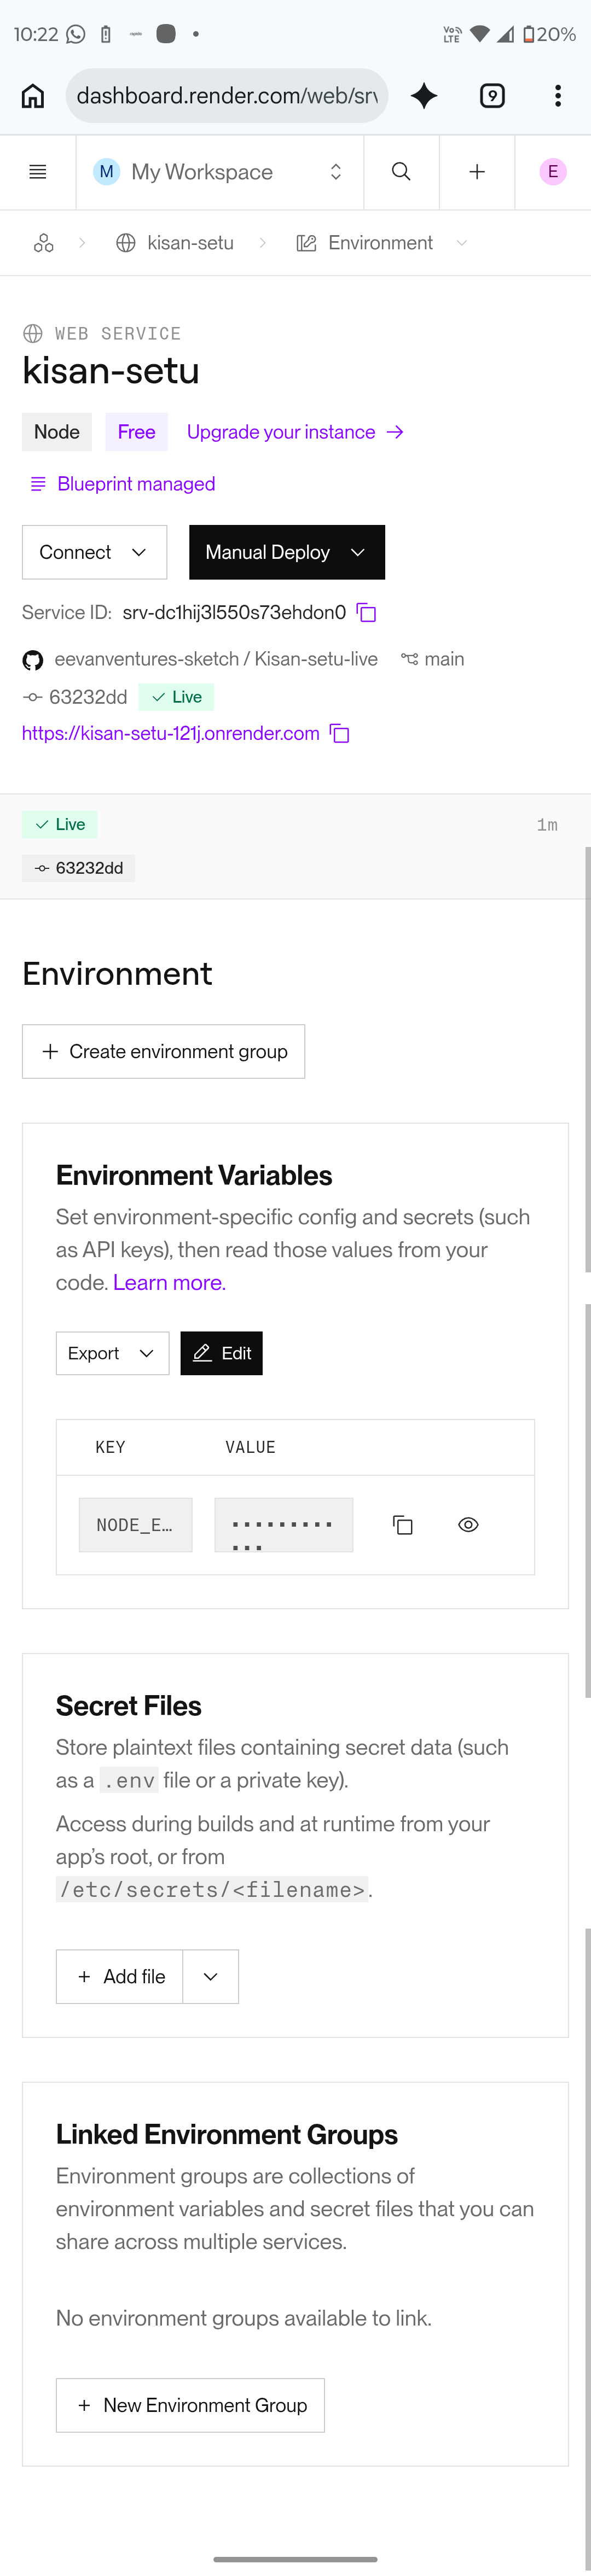 10:22 Vo) LTE 20%
dashboard.render.com/web/srv 9
M My Workspace E
kisan-setu Environment
WEB SERVICE
kisan-setu
Node Free Upgrade your instance →
Blueprint managed
Connect Manual Deploy
Service ID: srv-dc1hij3l550s73ehdon0
eevanventures-sketch / Kisan-setu-live main
63232dd Live
https://kisan-setu-121j.onrender.com
Live 1m
63232dd
Environment
+ Create environment group
Environment Variables
Set environment-specific config and secrets (such
as API keys), then read those values from your
code. Learn more.
Export Edit
KEY VALUE
NODE_E… ············
Secret Files
Store plaintext files containing secret data (such
as a .env file or a private key).
Access during builds and at runtime from your
app's root, or from
/etc/secrets/<filename>.
+ Add file
Linked Environment Groups
Environment groups are collections of
environment variables and secret files that you can
share across multiple services.
No environment groups available to link.
+ New Environment Group